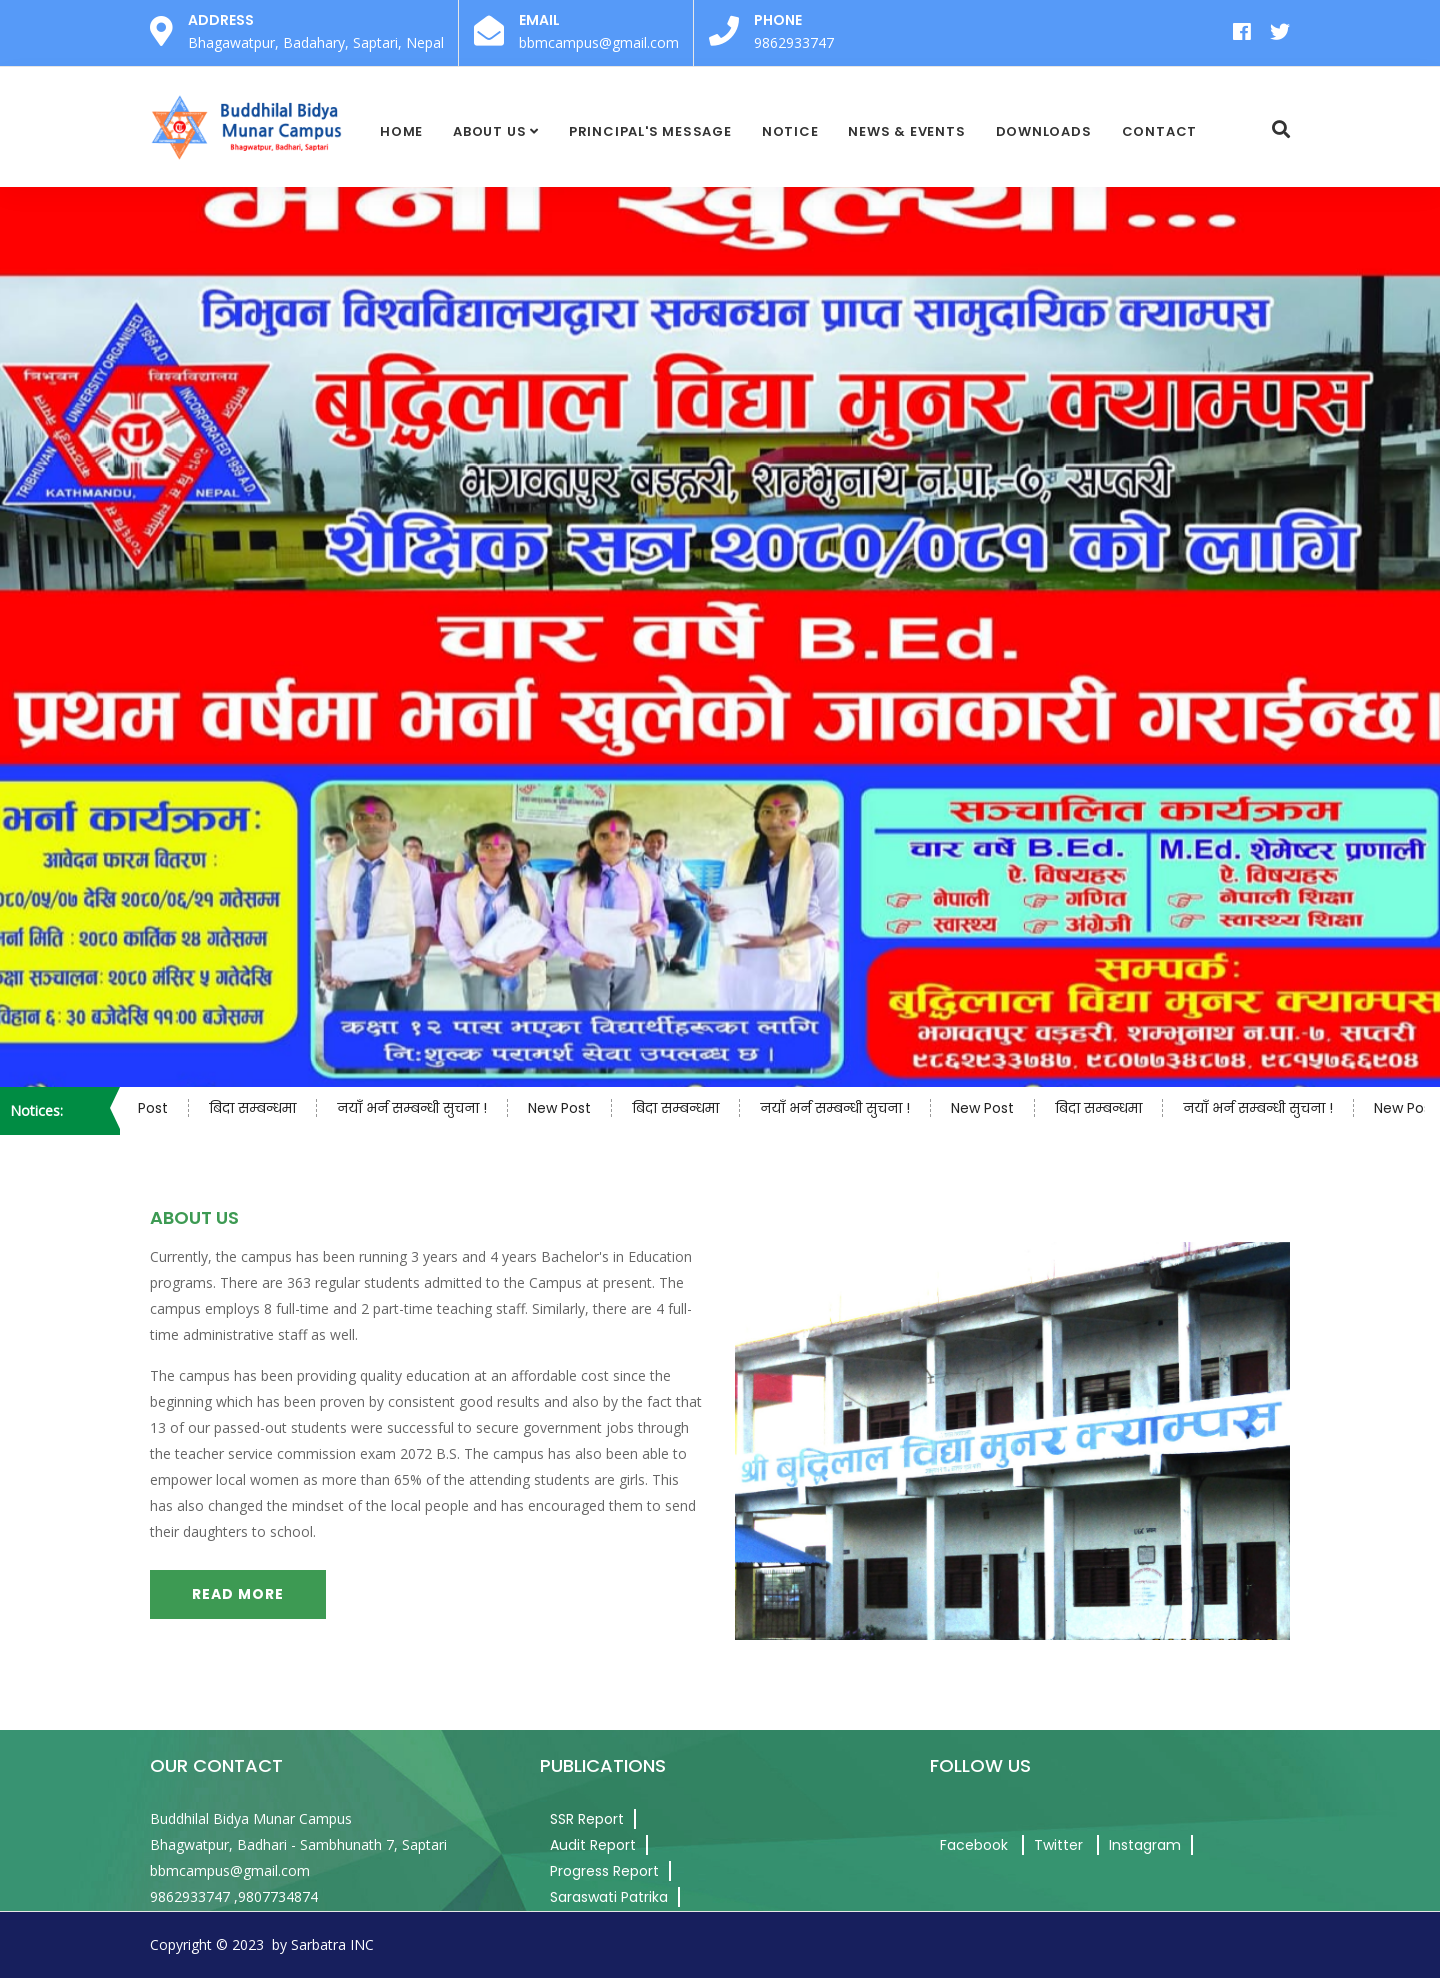 ADDRESS
Bhagawatpur, Badahary, Saptari, Nepal
EMAIL
bbmcampus@gmail.com
PHONE
9862933747
Buddhilal Bidya
Munar Campus
Bhagwatpur, Badhari, Saptari
HOME
ABOUT US
PRINCIPAL'S MESSAGE
NOTICE
NEWS & EVENTS
DOWNLOADS
CONTACT
भर्ना खुल्यो...
त्रिभुवन विश्वविद्यालयद्वारा सम्बन्धन प्राप्त सामुदायिक क्याम्पस
बुद्धिलाल विद्या मुनर क्याम्पस
भगवतपुर बडहरी, शम्भुनाथ न.पा.-७, सप्तरी
शैक्षिक सत्र २०८०/०८१ को लागि
त्रिभुवन विश्वविद्यालय
UNIVERSITY ORGANISED 1956 A.D.
INCORPORATED 1959 A.D.
TRIBHUVAN
KATHMANDU, NEPAL
चार वर्षे B.Ed.
प्रथम वर्षमा भर्ना खुलेको जानकारी गराईन्छ।
भर्ना कार्यक्रमः
आवेदन फारम वितरण :
०८०/०५/०७ देखि २०८०/०६/२१ गतेसम्म
भर्ना मिति : २०८० कार्तिक २४ गतेसम्म
कक्षा सञ्चालन: २०८० मंसिर ५ गतेदेखि
विहान ६: ३० बजेदेखि ११:०० बजेसम्म
कक्षा १२ पास भएका विद्यार्थीहरूका लागि
नि:शुल्क परामर्श सेवा उपलब्ध छ ।
सञ्चालित कार्यक्रम
चार वर्षे B.Ed.
ऐ. विषयहरू
नेपाली
गणित
स्वास्थ्य
अंग्रेजी
M.Ed. शेमेष्टर प्रणाली
ऐ. विषयहरू
नेपाली शिक्षा
स्वास्थ्य शिक्षा
सम्पर्क:
बुद्धिलाल विद्या मुनर क्याम्पस
भगवतपुर वड़हरी, शम्भुनाथ न.पा.-७, सप्तरी
९८६२९३३७४७, ९८०७७३४८७४, ९८१५७६६९०४
Notices:
Post
बिदा सम्बन्धमा
नयाँ भर्न सम्बन्धी सुचना !
New Post
बिदा सम्बन्धमा
नयाँ भर्न सम्बन्धी सुचना !
New Post
बिदा सम्बन्धमा
नयाँ भर्न सम्बन्धी सुचना !
New Pos
ABOUT US
Currently, the campus has been running 3 years and 4 years Bachelor's in Education
programs. There are 363 regular students admitted to the Campus at present. The
campus employs 8 full-time and 2 part-time teaching staff. Similarly, there are 4 full-
time administrative staff as well.
The campus has been providing quality education at an affordable cost since the
beginning which has been proven by consistent good results and also by the fact that
13 of our passed-out students were successful to secure government jobs through
the teacher service commission exam 2072 B.S. The campus has also been able to
empower local women as more than 65% of the attending students are girls. This
has also changed the mindset of the local people and has encouraged them to send
their daughters to school.
READ MORE
श्री बुद्धिलाल विद्या मुनर क्याम्पस
OUR CONTACT
Buddhilal Bidya Munar Campus
Bhagwatpur, Badhari - Sambhunath 7, Saptari
bbmcampus@gmail.com
9862933747 ,9807734874
PUBLICATIONS
SSR Report
Audit Report
Progress Report
Saraswati Patrika
FOLLOW US
Facebook
Twitter
Instagram
Copyright © 2023  by Sarbatra INC